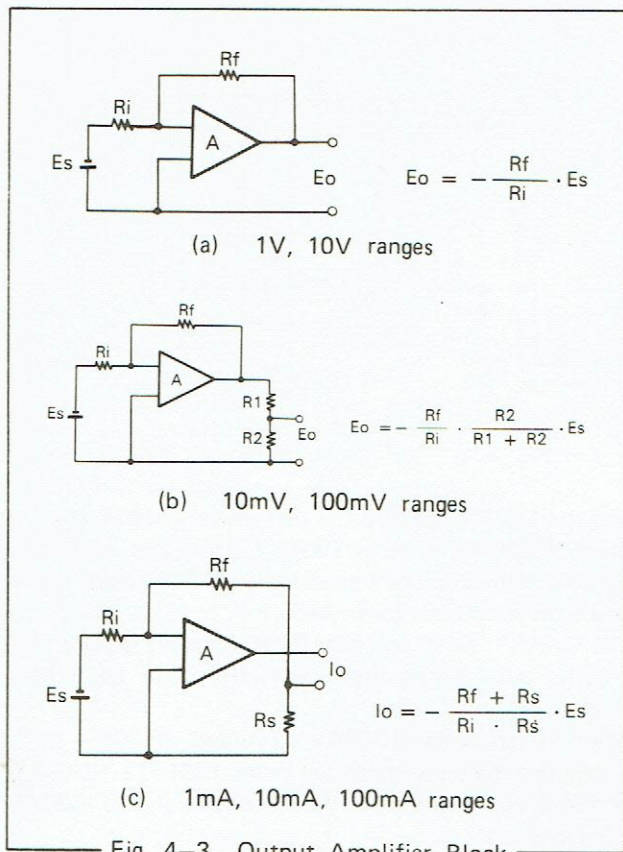 Rf
Ri
A
Es
Eo
Eo = - Rf / Ri · Es
(a) 1V, 10V ranges
Rf
Ri
A
R1
Es
Eo
R2
Eo = - Rf / Ri · R2 / R1 + R2 · Es
(b) 10mV, 100mV ranges
Rf
Ri
A
Io
Es
Rs
Io = - Rf + Rs / Ri · Rs · Es
(c) 1mA, 10mA, 100mA ranges
Fig. 4-3 Output Amplifier Block